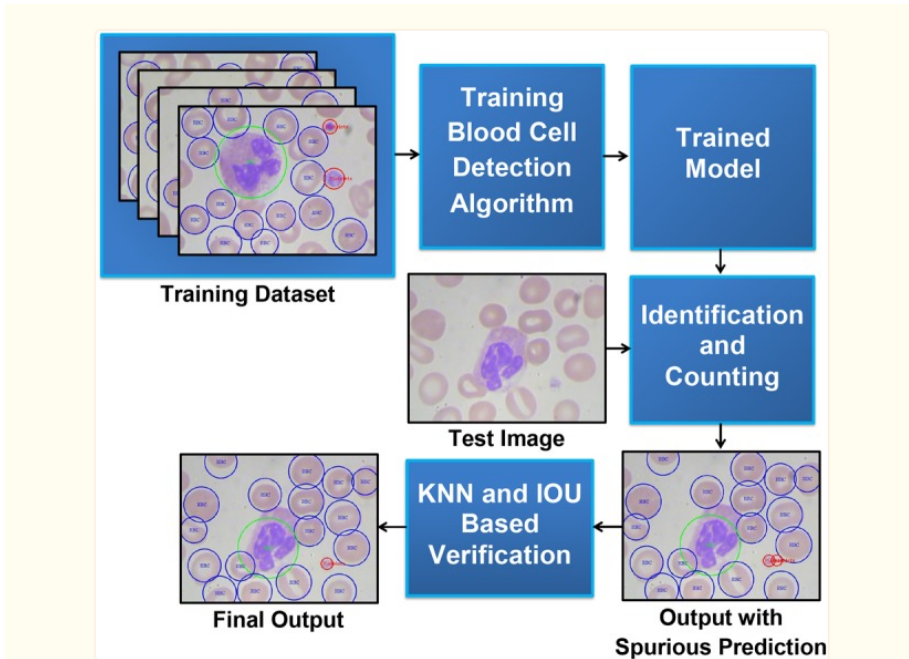 Training
Blood Cell
Detection
Algorithm
Trained
Model
Training Dataset
Identification
and
Counting
Test Image
KNN and IOU
Based
Verification
Final Output
Output with
Spurious Prediction